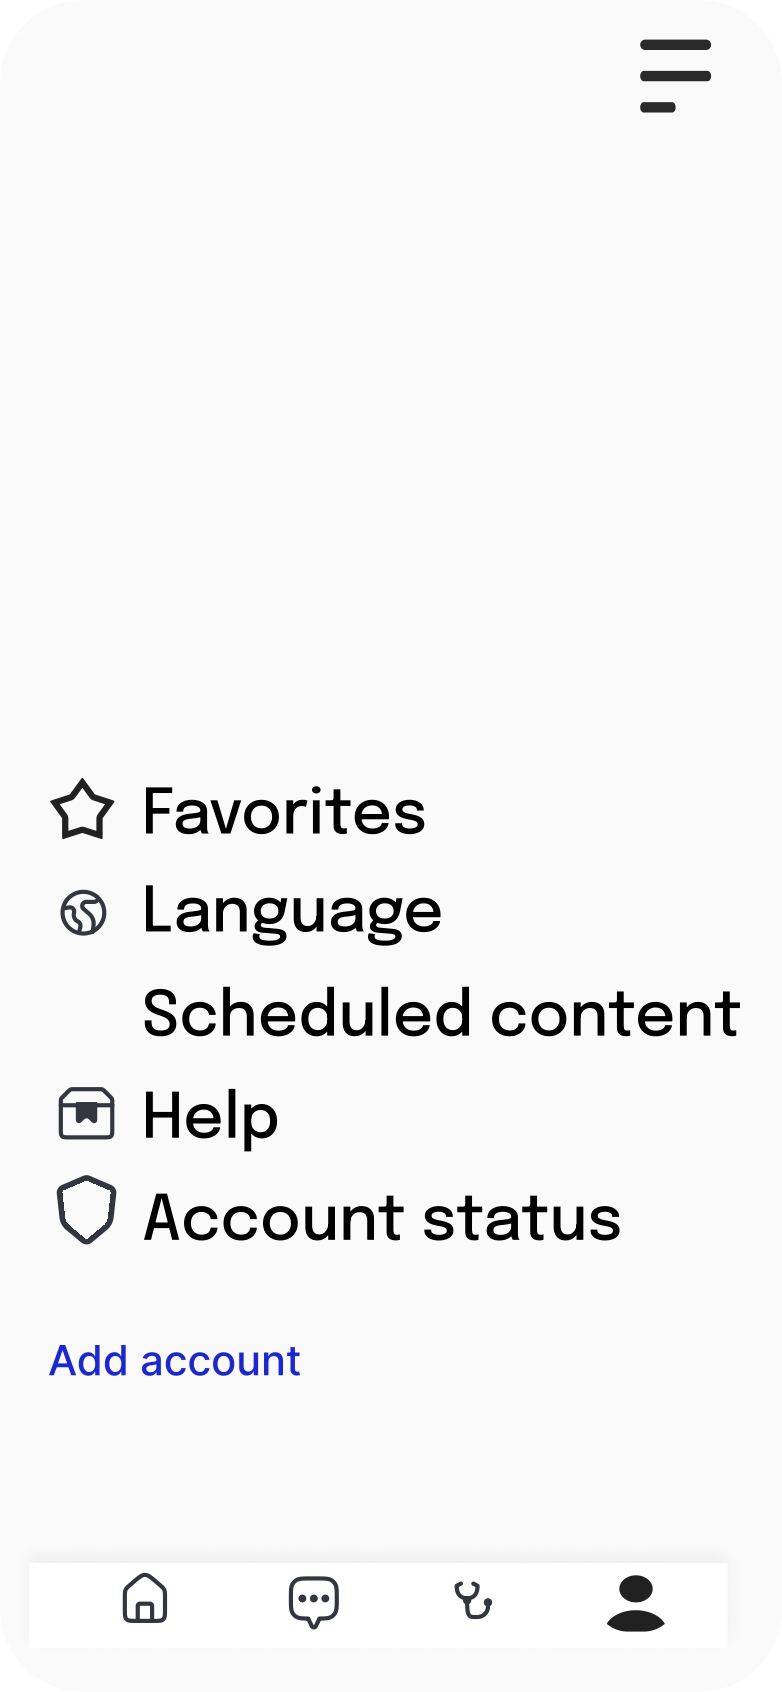 Favorites
Language
Scheduled content
Help
Account status
Add account